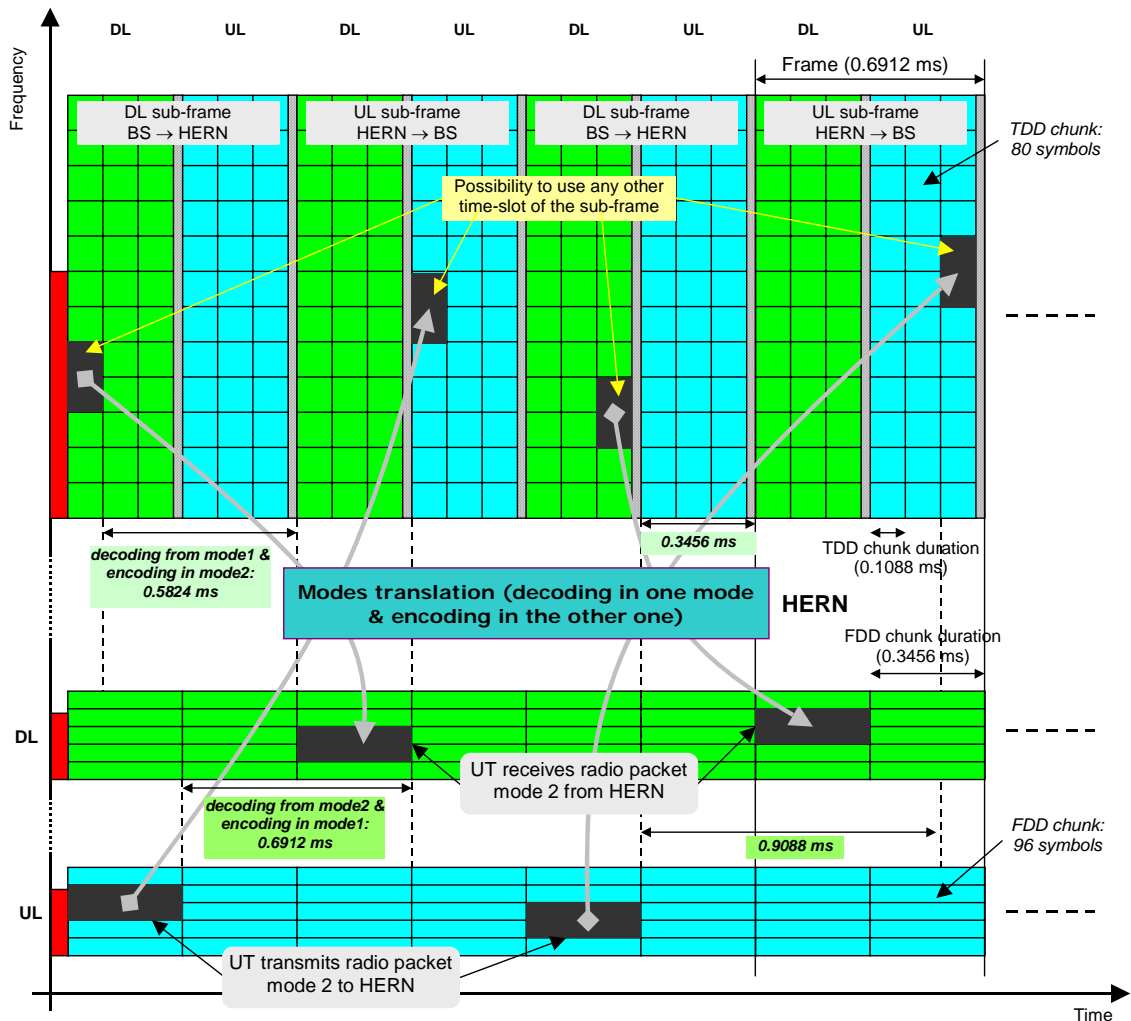 DL UL DL UL DL UL DL UL
Frame (0.6912 ms)
Frequency
DL sub-frame
BS → HERN
UL sub-frame
HERN → BS
DL sub-frame
BS → HERN
UL sub-frame
HERN → BS
TDD chunk:
80 symbols
Possibility to use any other
time-slot of the sub-frame
decoding from mode1 &
encoding in mode2:
0.5824 ms
0.3456 ms
TDD chunk duration
(0.1088 ms)
Modes translation (decoding in one mode
& encoding in the other one)
HERN
FDD chunk duration
(0.3456 ms)
DL
UT receives radio packet
mode 2 from HERN
decoding from mode2 &
encoding in mode1:
0.6912 ms
0.9088 ms
FDD chunk:
96 symbols
UL
UT transmits radio packet
mode 2 to HERN
Time